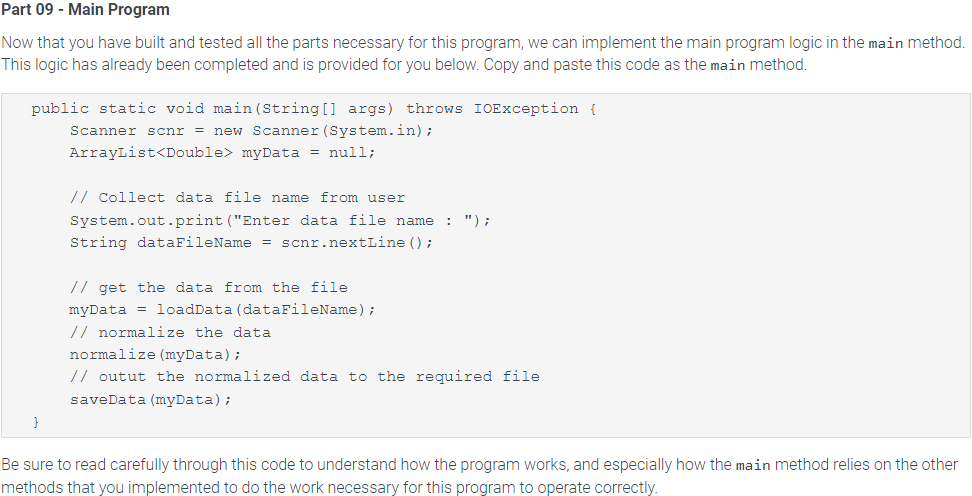 Part 09 - Main Program
Now that you have built and tested all the parts necessary for this program, we can implement the main program logic in the main method.
This logic has already been completed and is provided for you below. Copy and paste this code as the main method.
public static void main(String[] args) throws IOException {
Scanner scnr = new Scanner(System.in);
ArrayList<Double> myData = null;
// Collect data file name from user
System.out.print("Enter data file name : ");
String dataFileName = scnr.nextLine();
// get the data from the file
myData = loadData(dataFileName);
// normalize the data
normalize(myData);
// outut the normalized data to the required file
saveData(myData);
}
Be sure to read carefully through this code to understand how the program works, and especially how the main method relies on the other
methods that you implemented to do the work necessary for this program to operate correctly.